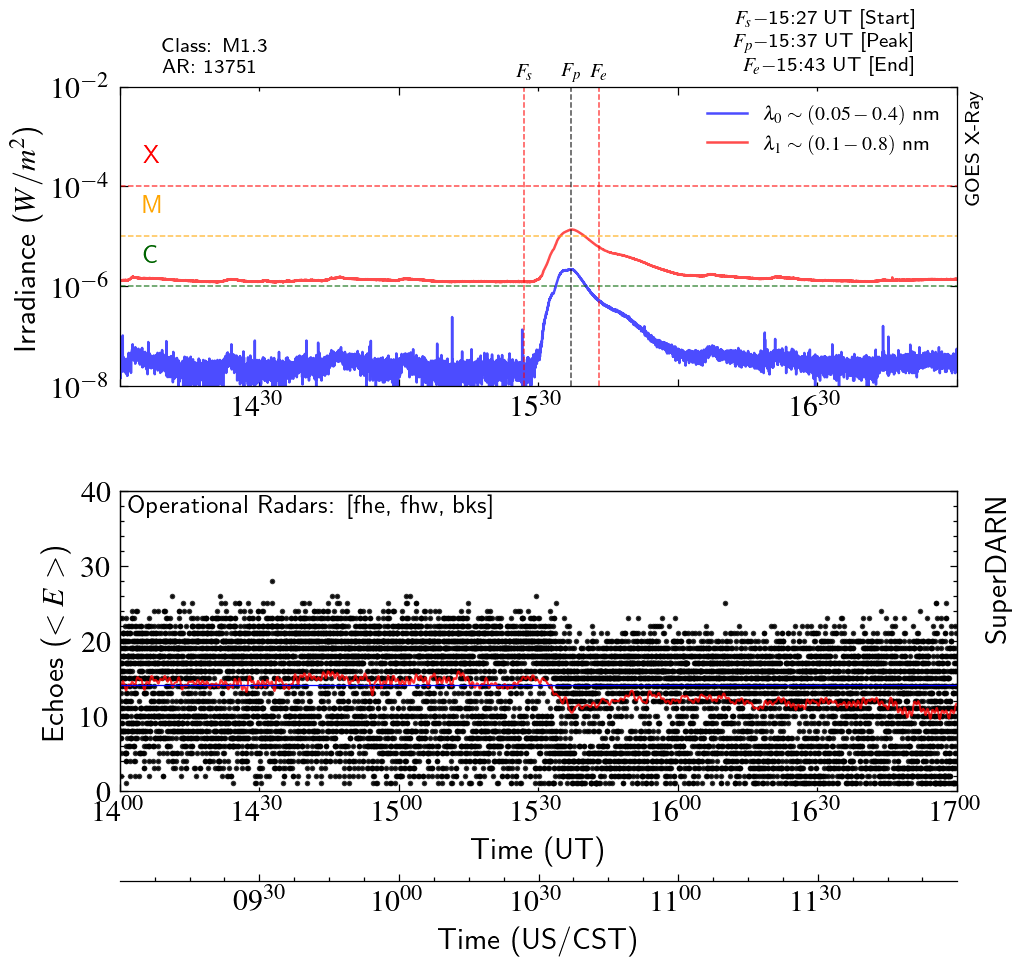 F_s−15:27 UT [Start]
Class: M1.3
F_p−15:37 UT [Peak]
AR: 13751
F_e−15:43 UT [End]
F_s F_p F_e
10^{−2}
λ_0 ∼ (0.05 − 0.4) nm
λ_1 ∼ (0.1 − 0.8) nm
GOES X-Ray
X
10^{−4}
M
C
10^{−6}
10^{−8}
Irradiance (W/m^2)
14^{30} 15^{30} 16^{30}
40
Operational Radars: [fhe, fhw, bks]
30
20
10
0
Echoes (< E >)
SuperDARN
14^{00} 14^{30} 15^{00} 15^{30} 16^{00} 16^{30} 17^{00}
Time (UT)
09^{30} 10^{00} 10^{30} 11^{00} 11^{30}
Time (US/CST)